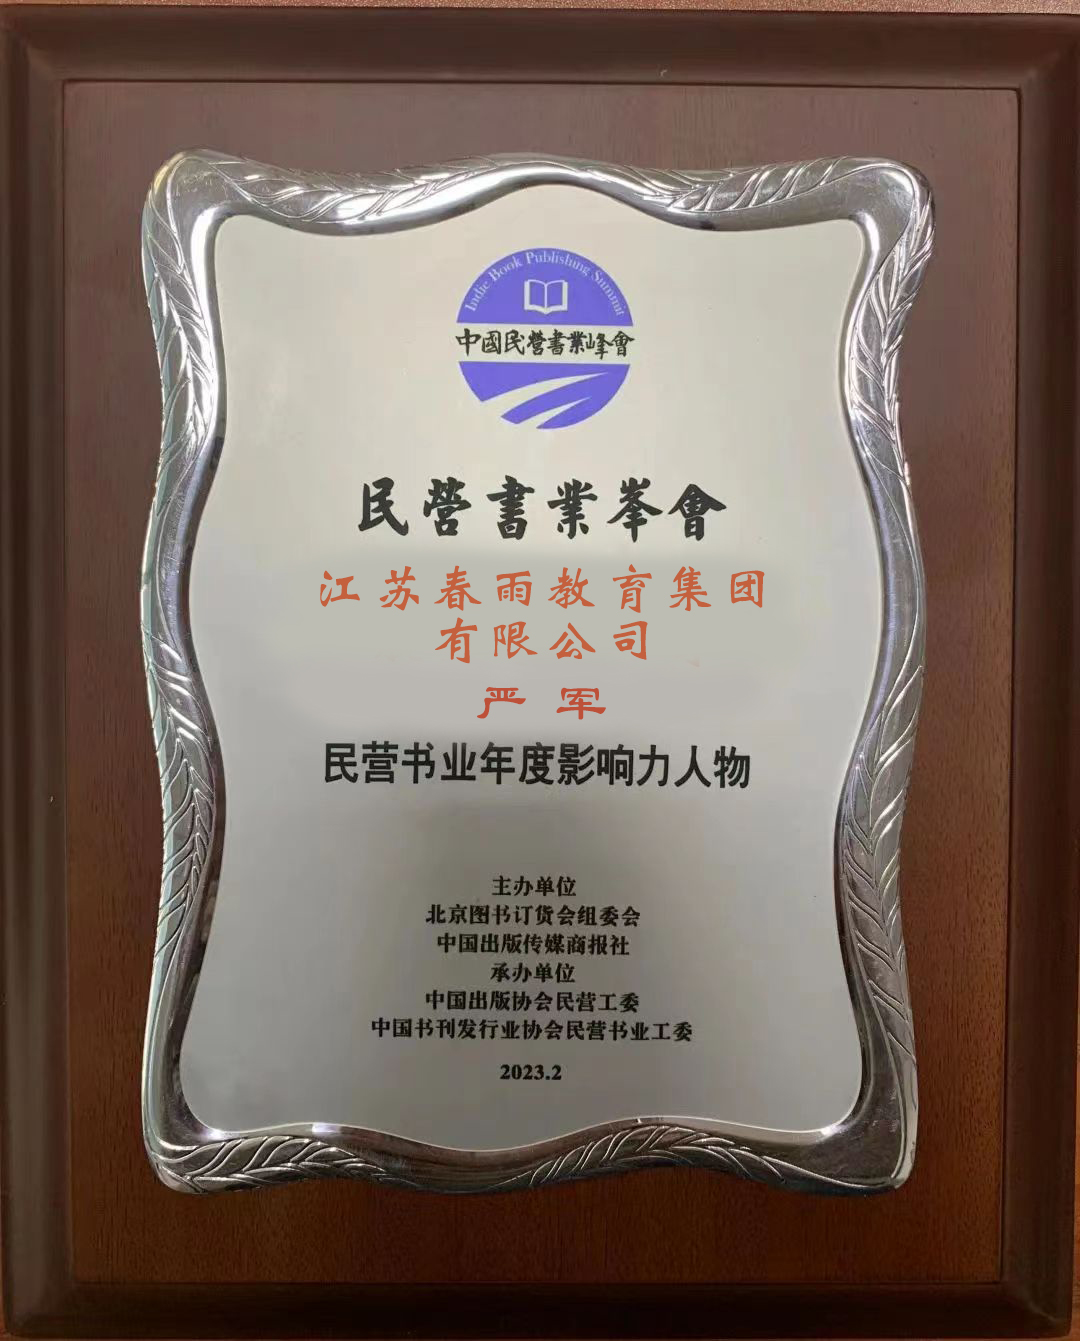 Indie Book Publishing Summit
中國民營書業峰會
民營書業峯會
江苏春雨教育集团
有限公司
严军
民营书业年度影响力人物
主办单位
北京图书订货会组委会
中国出版传媒商报社
承办单位
中国出版协会民营工委
中国书刊发行业协会民营书业工委
2023.2